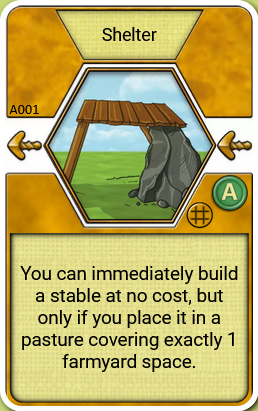 Shelter
A001
A
You can immediately build
a stable at no cost, but
only if you place it in a
pasture covering exactly 1
farmyard space.